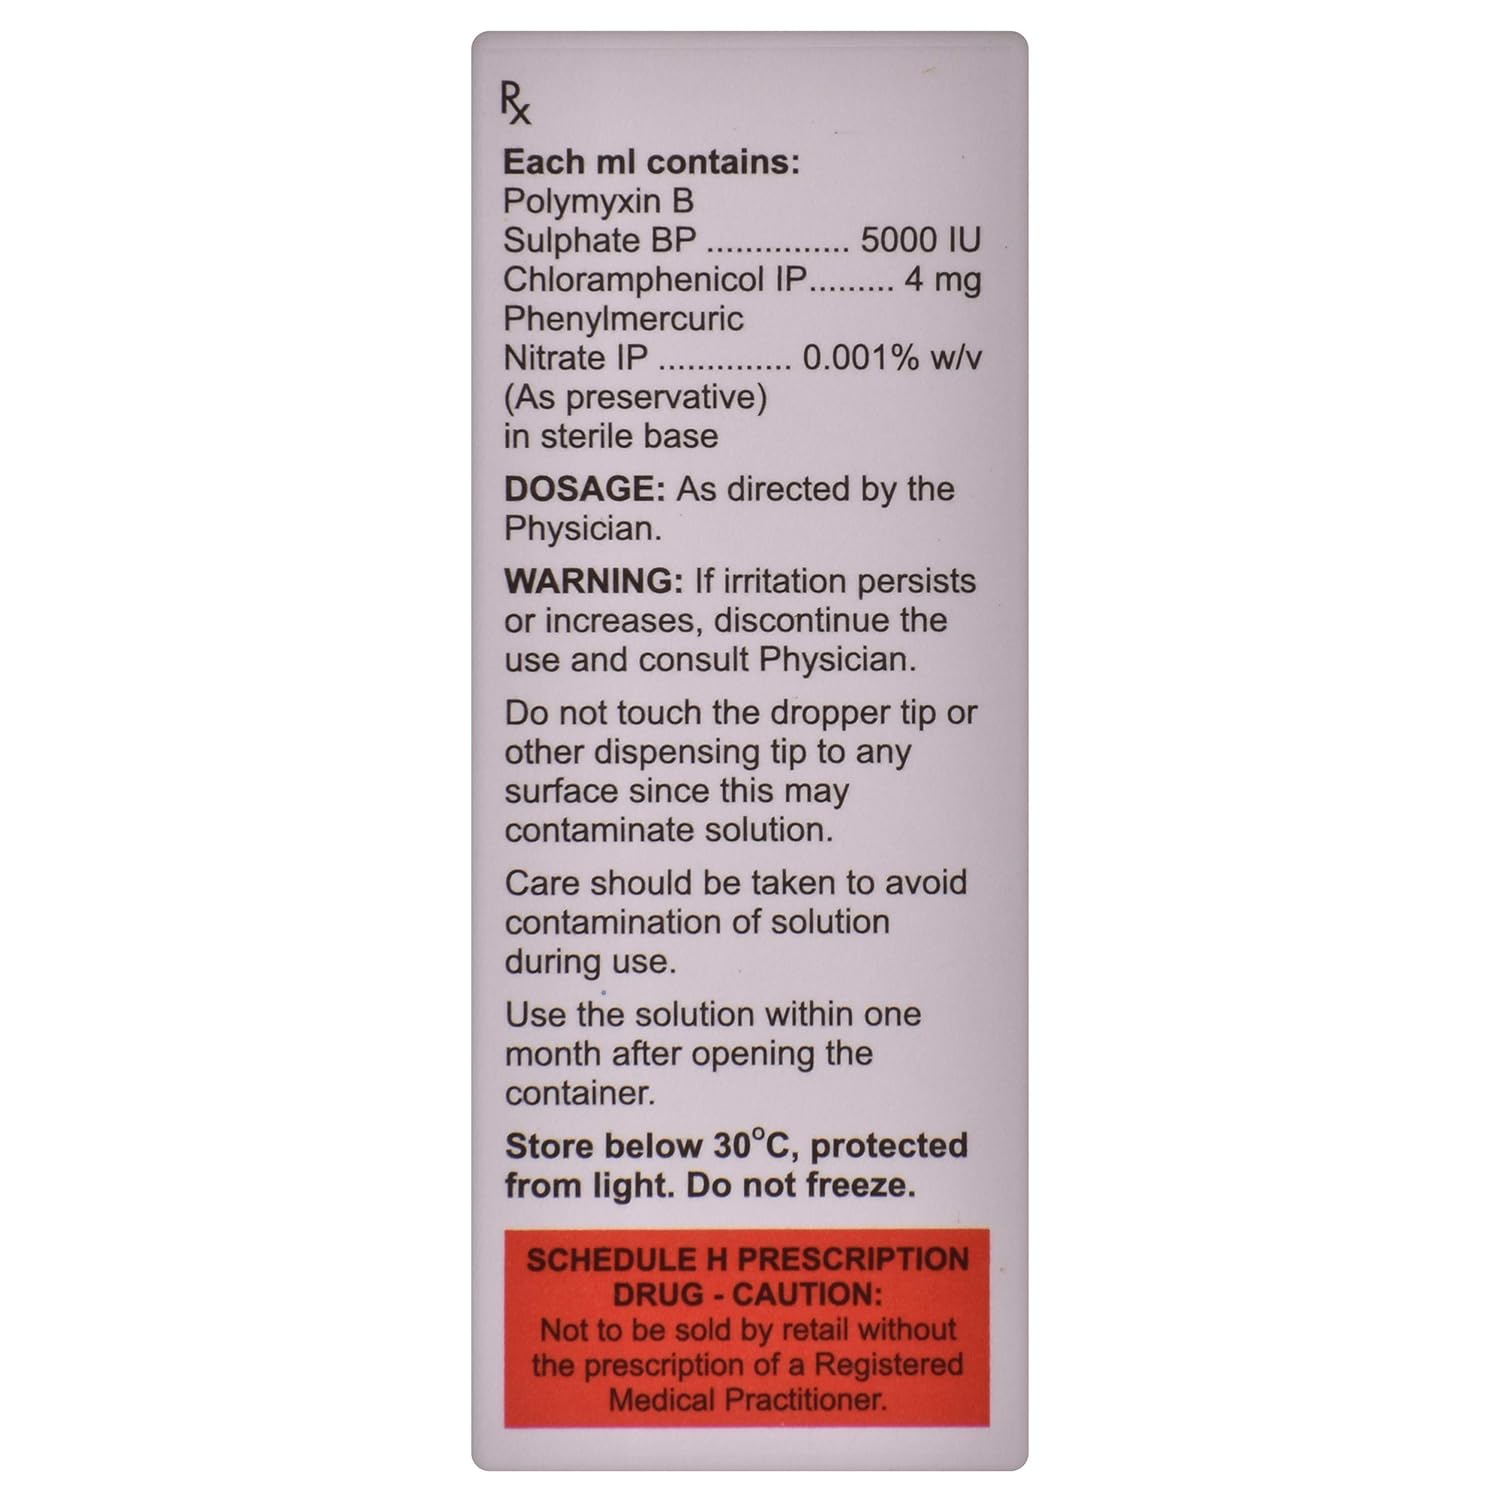 Rx
Each ml contains:
Polymyxin B
Sulphate BP ............... 5000 IU
Chloramphenicol IP......... 4 mg
Phenylmercuric
Nitrate IP .............. 0.001% w/v
(As preservative)
in sterile base
DOSAGE: As directed by the
Physician.
WARNING: If irritation persists
or increases, discontinue the
use and consult Physician.
Do not touch the dropper tip or
other dispensing tip to any
surface since this may
contaminate solution.
Care should be taken to avoid
contamination of solution
during use.
Use the solution within one
month after opening the
container.
Store below 30°C, protected
from light. Do not freeze.
SCHEDULE H PRESCRIPTION
DRUG - CAUTION:
Not to be sold by retail without
the prescription of a Registered
Medical Practitioner.